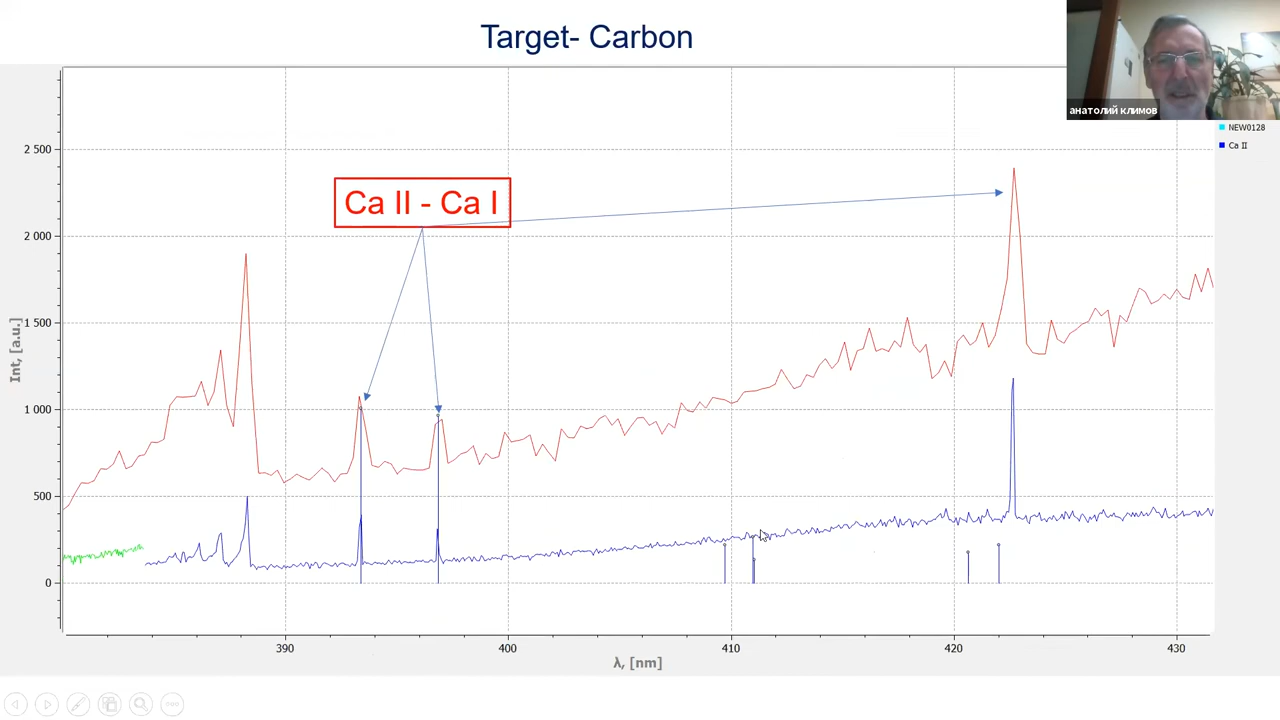 Target- Carbon
анатолий климов
NEW0128
Ca II
2 500
2 000
1 500
1 000
500
0
Int, [a.u.]
Ca II - Ca I
390
400
410
420
430
λ, [nm]